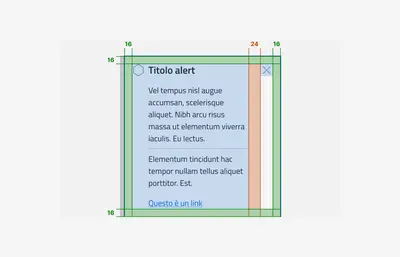 16 24 16
16
Titolo alert
Vel tempus nisl augue
accumsan, scelerisque
aliquet. Nibh arcu risus
massa ut elementum viverra
iaculis. Eu lectus.
Elementum tincidunt hac
tempor nullam tellus aliquet
porttitor. Est.
Questo è un link
16